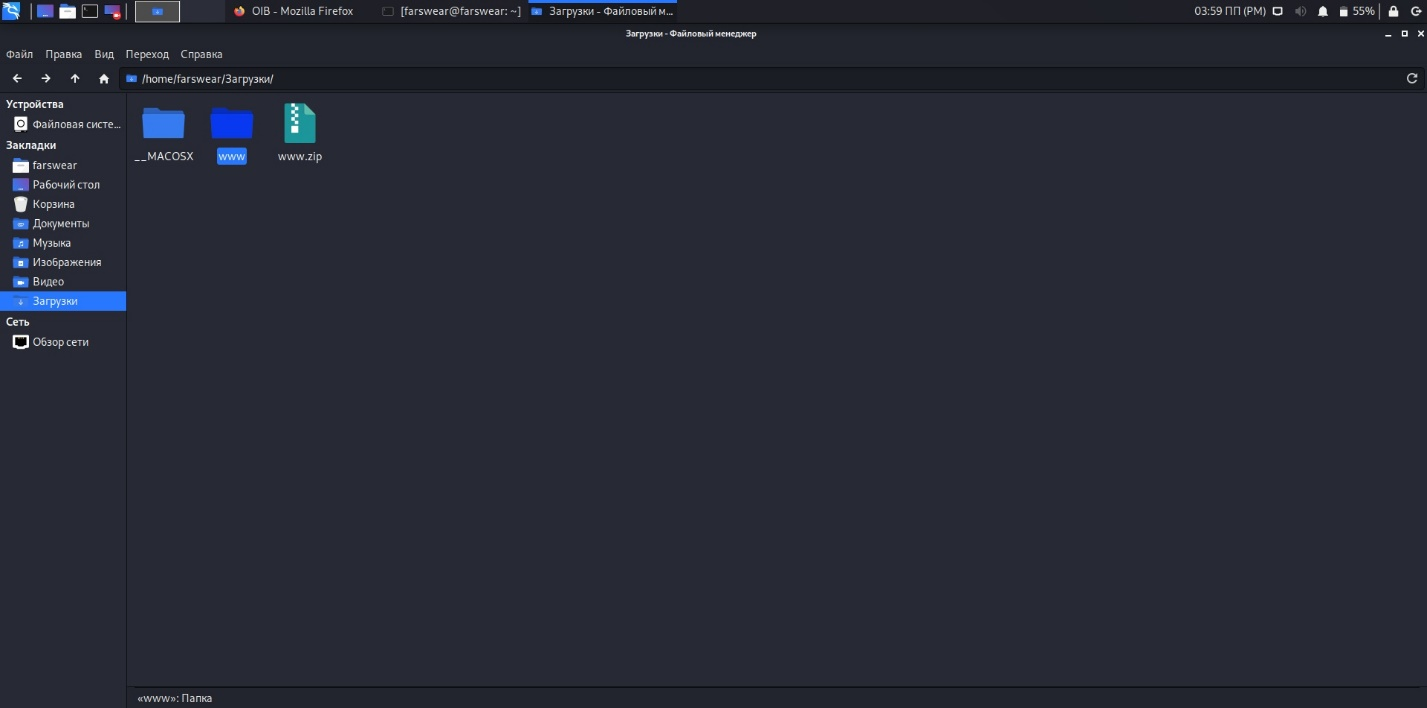 OIB - Mozilla Firefox
[farswear@farswear: ~]
Загрузки - Файловый м...
03:59 ПП (PM)
55%
Загрузки - Файловый менеджер
Файл Правка Вид Переход Справка
/home/farswear/Загрузки/
Устройства
Файловая систе...
Закладки
farswear
Рабочий стол
Корзина
Документы
Музыка
Изображения
Видео
Загрузки
Сеть
Обзор сети
__MACOSX
www
www.zip
«www»: Папка